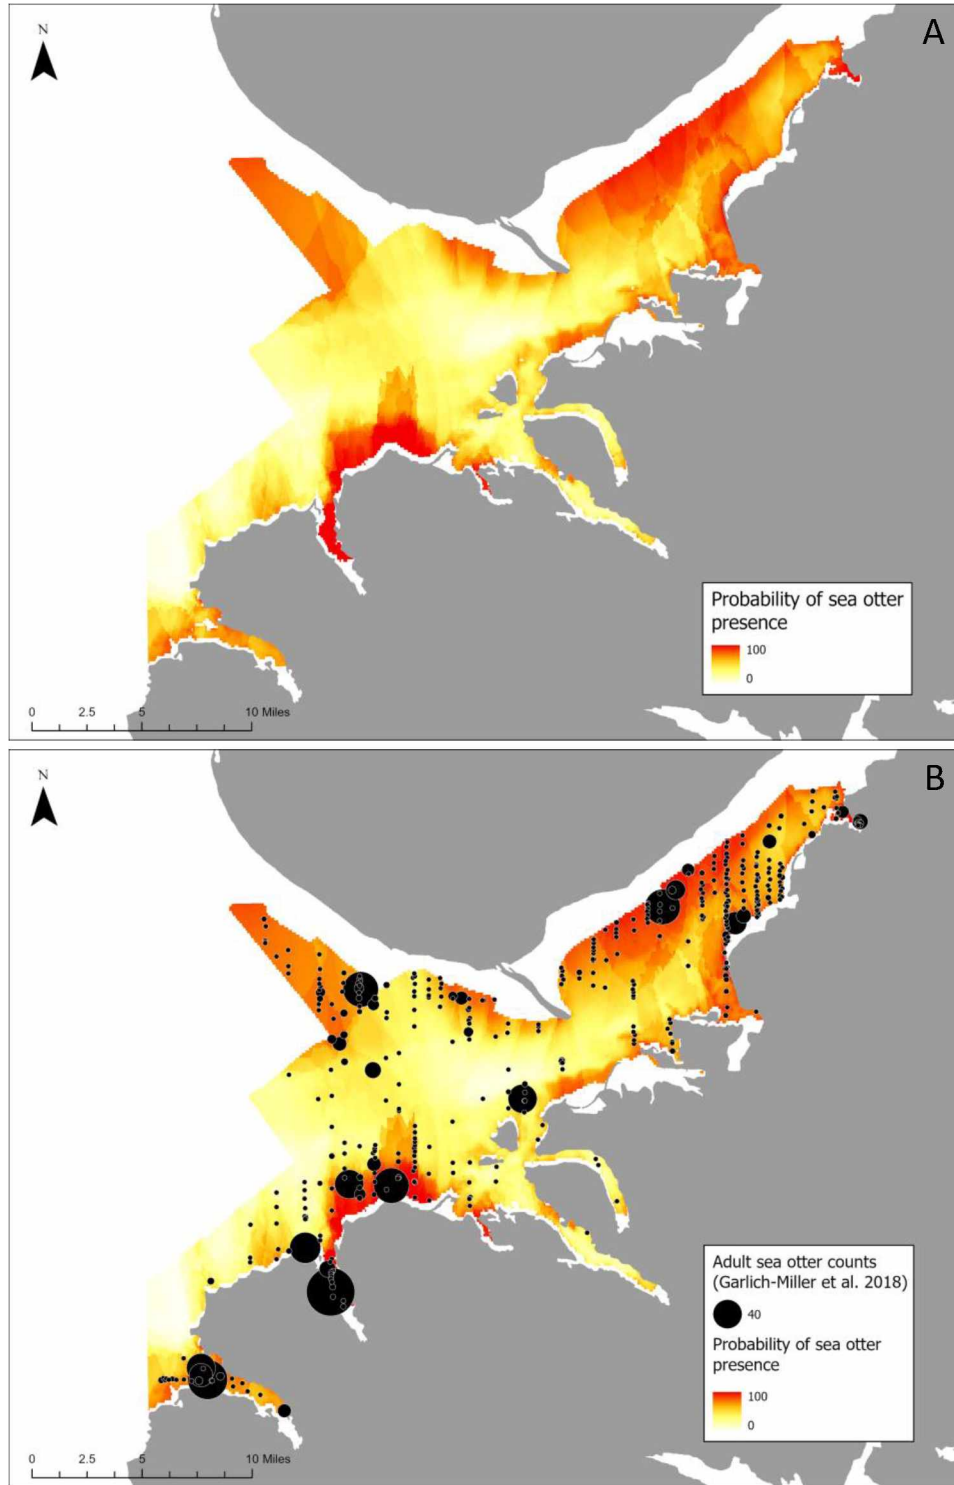 A
N
Probability of sea otter
presence
100
0
0 2.5 5 10 Miles
B
N
Adult sea otter counts
(Garlich-Miller et al. 2018)
40
Probability of sea otter
presence
100
0
0 2.5 5 10 Miles